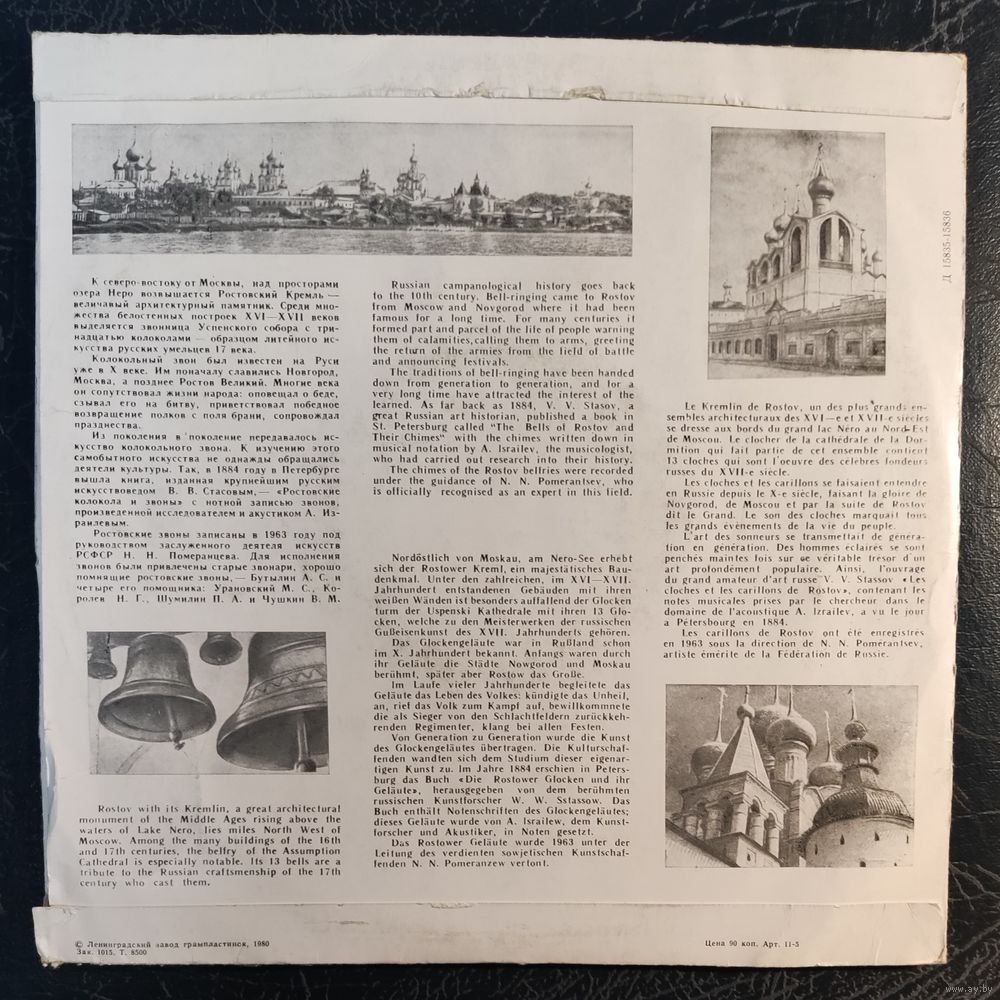 К северо-востоку от Москвы, над просторами
озера Неро возвышается Ростовский Кремль —
величавый архитектурный памятник. Среди мно-
жества белостенных построек XVI—XVII веков
выделяется звонница Успенского собора с три-
надцатью колоколами — образцом литейного ис-
кусства русских умельцев 17 века.
Колокольный звон был известен на Руси
уже в X веке. Им поначалу славились Новгород,
Москва, а позднее Ростов Великий. Многие века
он сопутствовал жизни народа: оповещал о беде,
сзывал его на битву, приветствовал победное
возвращение полков с поля брани, сопровождал
празднества.
Из поколения в поколение передавалось ис-
кусство колокольного звона. К изучению этого
самобытного искусства не однажды обращались
деятели культуры. Так, в 1884 году в Петербурге
вышла книга, изданная крупнейшим русским
искусствоведом В. В. Стасовым,— «Ростовские
колокола и звоны» с нотной записью звонов,
произведенной исследователем и акустиком А. Из-
раилевым.
Ростовские звоны записаны в 1963 году под
руководством заслуженного деятеля искусств
РСФСР Н. Н. Померанцева. Для исполнения
звонов были привлечены старые звонари, хорошо
помнящие ростовские звоны,— Бутылин А. С. и
четыре его помощника: Урановский М. С., Ко-
ролев Н. Г., Шумилин П. А. и Чушкин В. М.
Rostov with its Kremlin, a great architectural
monument of the Middle Ages rising above the
waters of Lake Nero, lies miles North West of
Moscow. Among the many buildings of the 16th
and 17th centuries, the belfry of the Assumption
Cathedral is especially notable. Its 13 bells are a
tribute to the Russian craftsmanship of the 17th
century who cast them.
Russian campanological history goes back
to the 10th century. Bell-ringing came to Rostov
from Moscow and Novgorod where it had been
famous for a long time. For many centuries it
formed part and parcel of the life of people warning
them of calamities,calling them to arms, greeting
the return of the armies from the field of battle
and announcing festivals.
The traditions of bell-ringing have been handed
down from generation to generation, and for a
very long time have attracted the interest of the
learned. As far back as 1884, V. V. Stasov, a
great Russian art historian, published a book in
St. Petersburg called "The Bells of Rostov and
Their Chimes" with the chimes written down in
musical notation by A. Israilev, the musicologist,
who had carried out research into their history.
The chimes of the Rostov bellries were recorded
under the guidance of N. N. Pomerantsev, who
is officially recognised as an expert in this field.
Nordöstlich von Moskau, am Nero-See erhebt
sich der Rostower Kreml, ein majestätisches Bau-
denkmal. Unter den zahlreichen, im XVI—XVII.
Jahrhundert entstandenen Gebäuden mit ihren
weißen Wänden ist besonders auffallend der Glocken
turm der Uspenski Kathedrale mit ihren 13 Glo-
cken, welche zu den Meisterwerken der russischen
Gußeisenkunst des XVII. Jahrhunderts gehören.
Das Glockengeläute war in Rußland schon
im X. Jahrhundert bekannt. Anfangs waren durch
ihr Geläute die Städte Nowgorod und Moskau
berühmt, später aber Rostow das Große.
Im Laufe vieler Jahrhunderte begleitete das
Geläute das Leben des Volkes: kündigte das Unheil,
an, rief das Volk zum Kampf auf, bewillkommnete
die als Sieger von den Schlachtfeldern zurückkeh-
renden Regimenter, klang bei allen Festen.
Von Generation zu Generation wurde die Kunst
des Glockengeläutes übertragen. Die Kulturschaf-
fenden wandten sich dem Studium dieser eigenar-
tigen Kunst zu. Im Jahre 1884 erschien in Peters-
burg das Buch «Die Rostower Glocken und ihr
Geläute», herausgegeben von dem berühmten
russischen Kunstforscher W. W. Sstassow. Das
Buch enthält Notenschriften des Glockengeläutes;
dieses Geläute wurde von A. Israilew, dem Kunst-
forscher und Akustiker, in Noten gesetzt.
Das Rostower Geläute wurde 1963 unter der
Leitung des verdienten sowjetischen Kunstschaf-
fenden N. N. Pomeranzew vertont.
Д 15835-15836
Le Kremlin de Rostov, un des plus grands en-
sembles architecturaux des XVI—e et XVII-e siècles
se dresse aux bords du grand lac Néro au Nord-Est
de Moscou. Le clocher de la cathédrale de la Dor-
mition qui fait partie de cet ensemble contient
13 cloches qui sont l'oeuvre des célèbres fondeurs
russes du XVII-e siècle.
Les cloches et les carillons se faisaient entendre
en Russie depuis le X-e siècle, faisant la gloire de
Novgorod, de Moscou et par la suite de Rostov
dit le Grand. Le son des cloches marquait tous
les grands évènements de la vie du peuple.
L'art des sonneurs se transmettait de généra-
tion en génération. Des hommes éclairés se sont
penchés maintes fois sur ce véritable trésor d'un
art profondément populaire. Ainsi, l'ouvrage
du grand amateur d'art russe V. V. Stassov «Les
cloches et les carillons de Rostov», contenant les
notes musicales prises par le chercheur dans le
domaine de l'acoustique A. Izrailev, a vu le jour
a Pétersbourg en 1884.
Les carillons de Rostov ont été enregistrés
en 1963 sous la direction de N. N. Pomérantsev,
artiste émérite de la Fédération de Russie.
© Ленинградский завод грампластинок, 1980
Зак. 1015. Т. 8500
Цена 90 коп. Арт. 11-5
www.ay.by